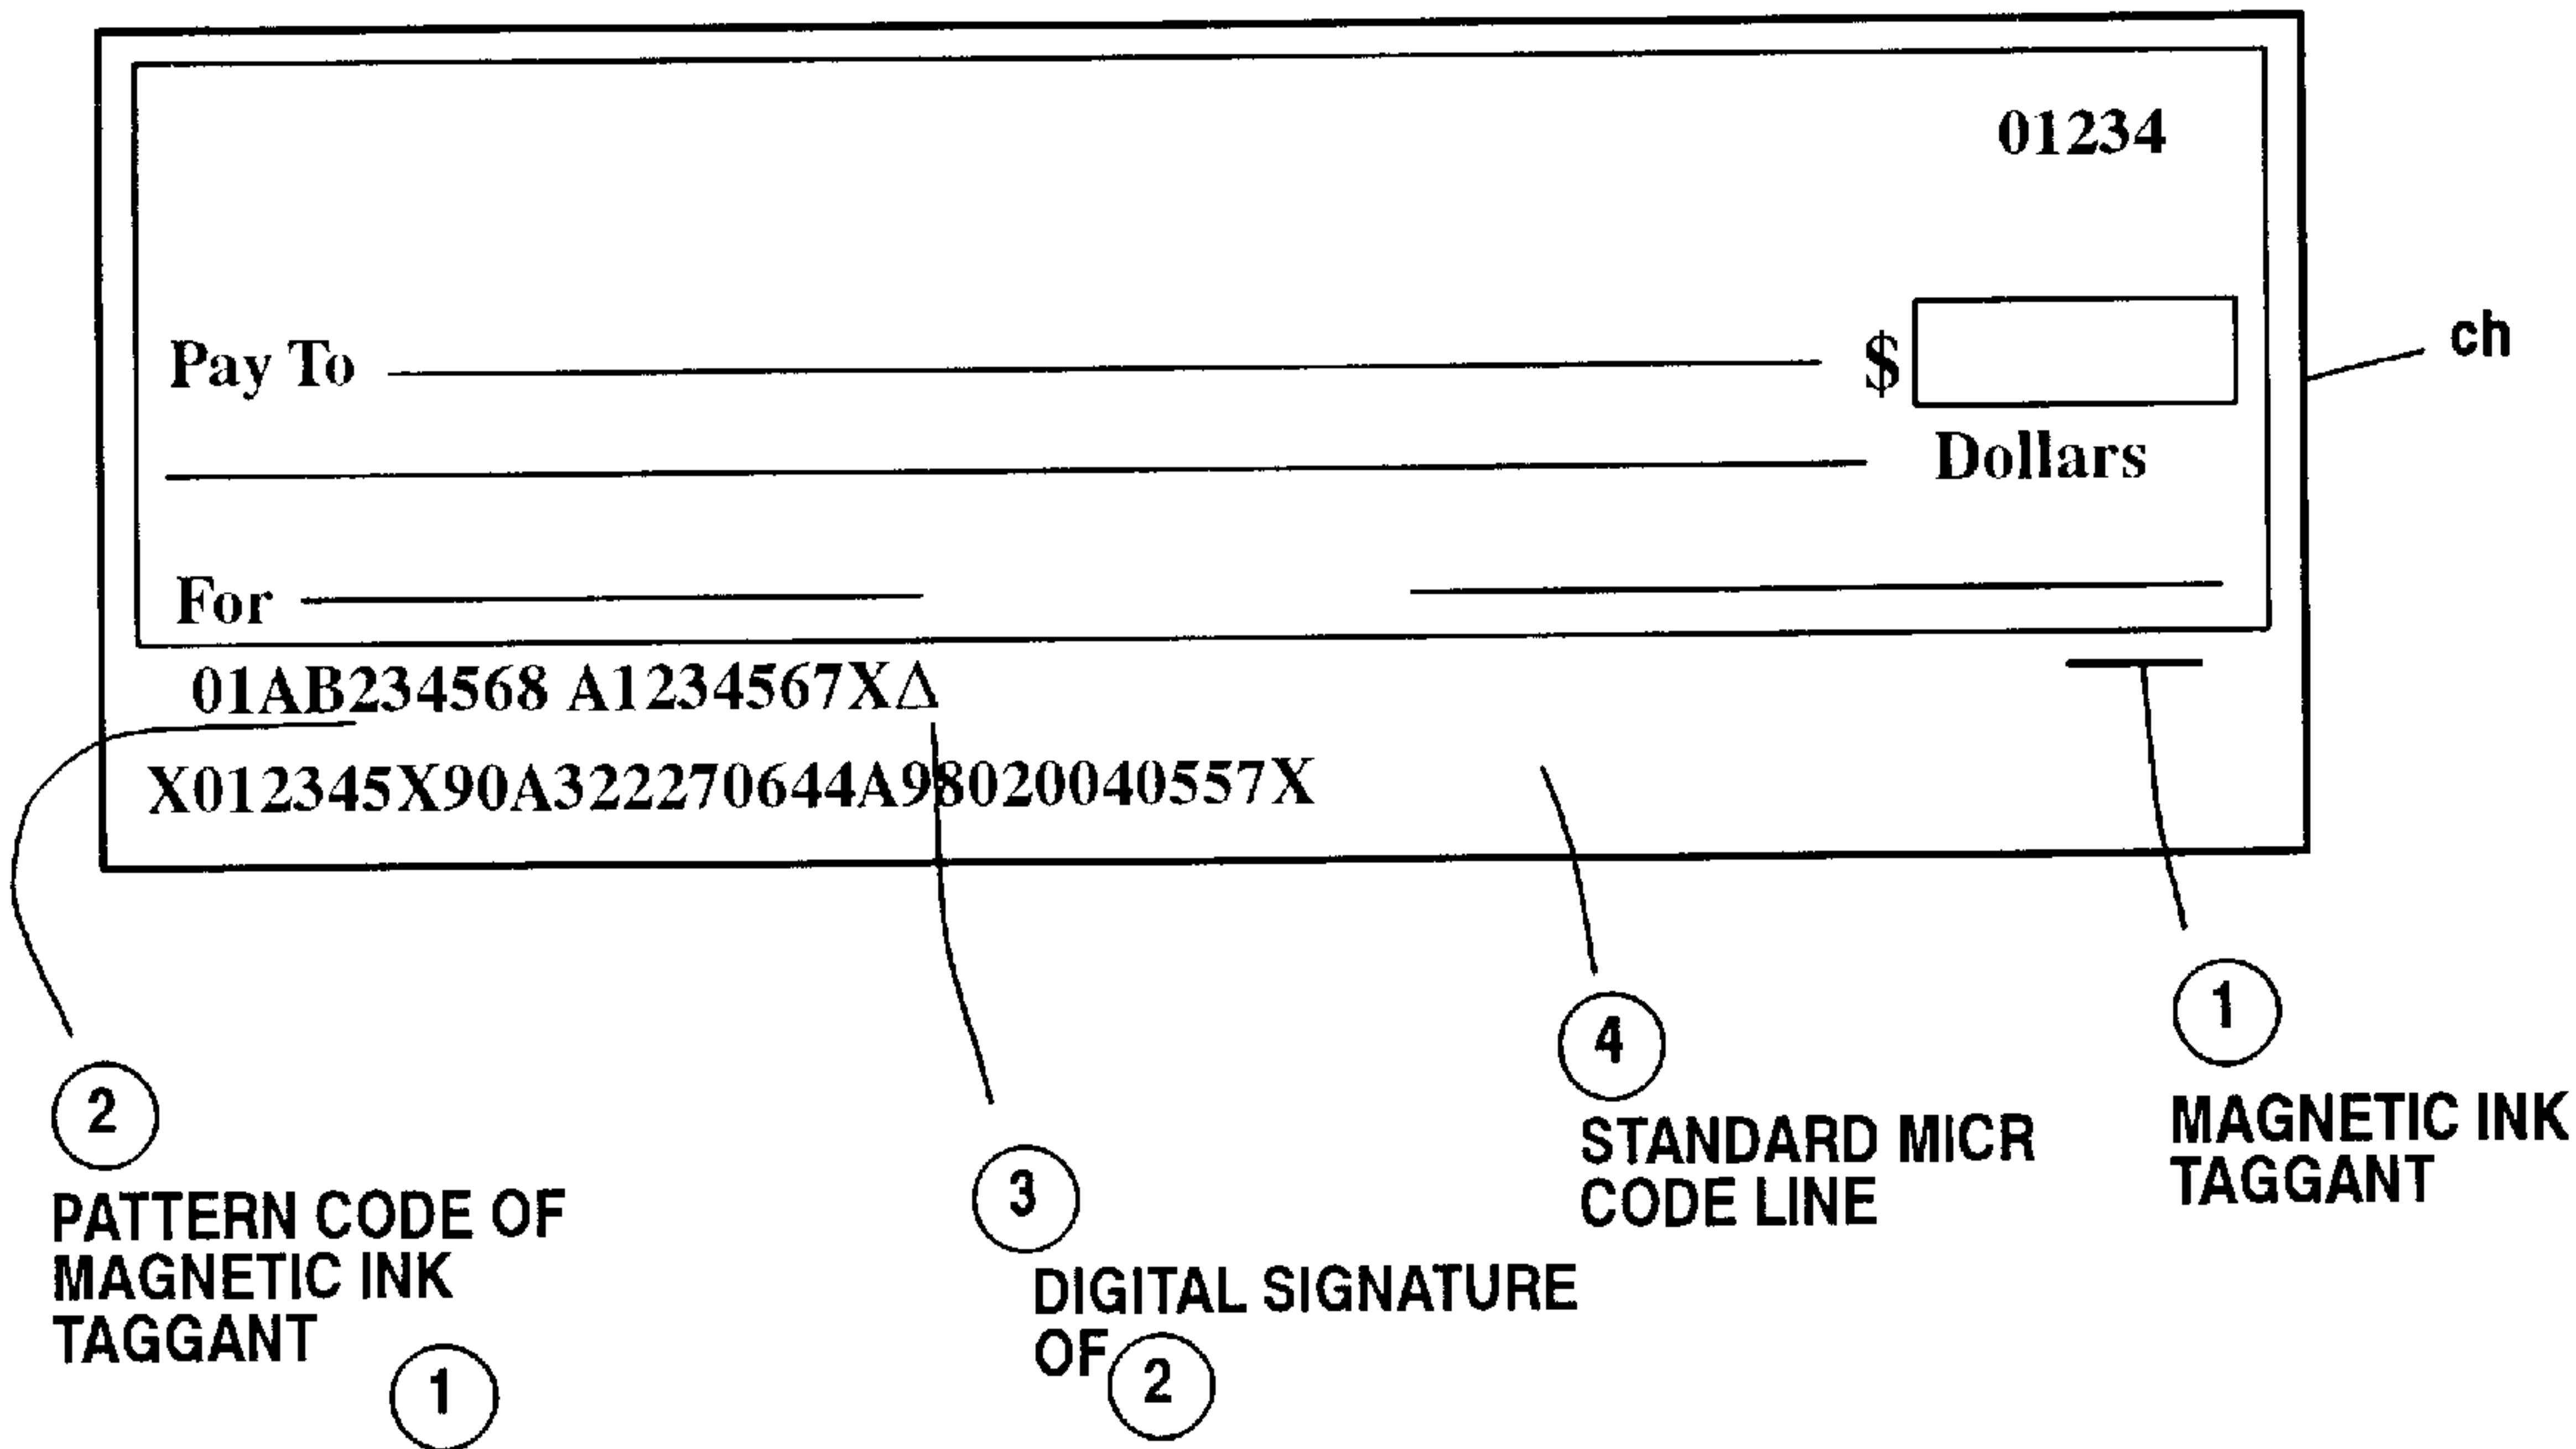 01234
Pay To $
ch
Dollars
For
01AB234568 A1234567XΔ
X012345X90A322270644A98020040557X
1
MAGNETIC INK
TAGGANT
4
STANDARD MICR
CODE LINE
2
PATTERN CODE OF
MAGNETIC INK
TAGGANT
1
3
DIGITAL SIGNATURE
OF 2